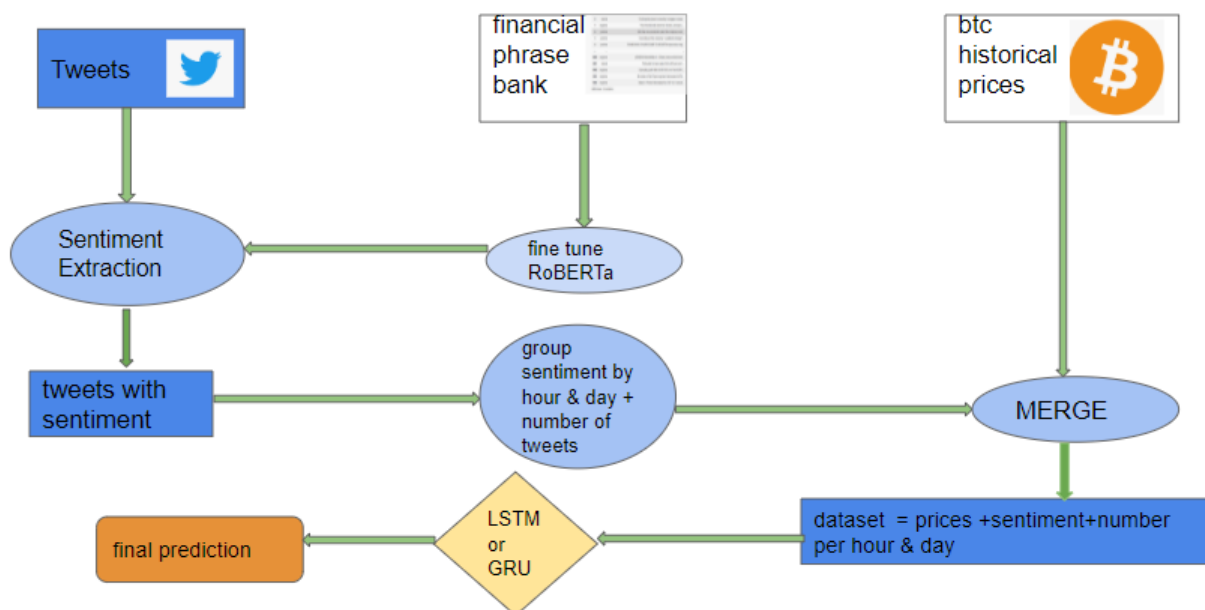 Tweets
financial
phrase
bank
btc
historical
prices
Sentiment
Extraction
fine tune
RoBERTa
tweets with
sentiment
group
sentiment by
hour & day +
number of
tweets
MERGE
dataset = prices +sentiment+number
per hour & day
LSTM
or
GRU
final prediction